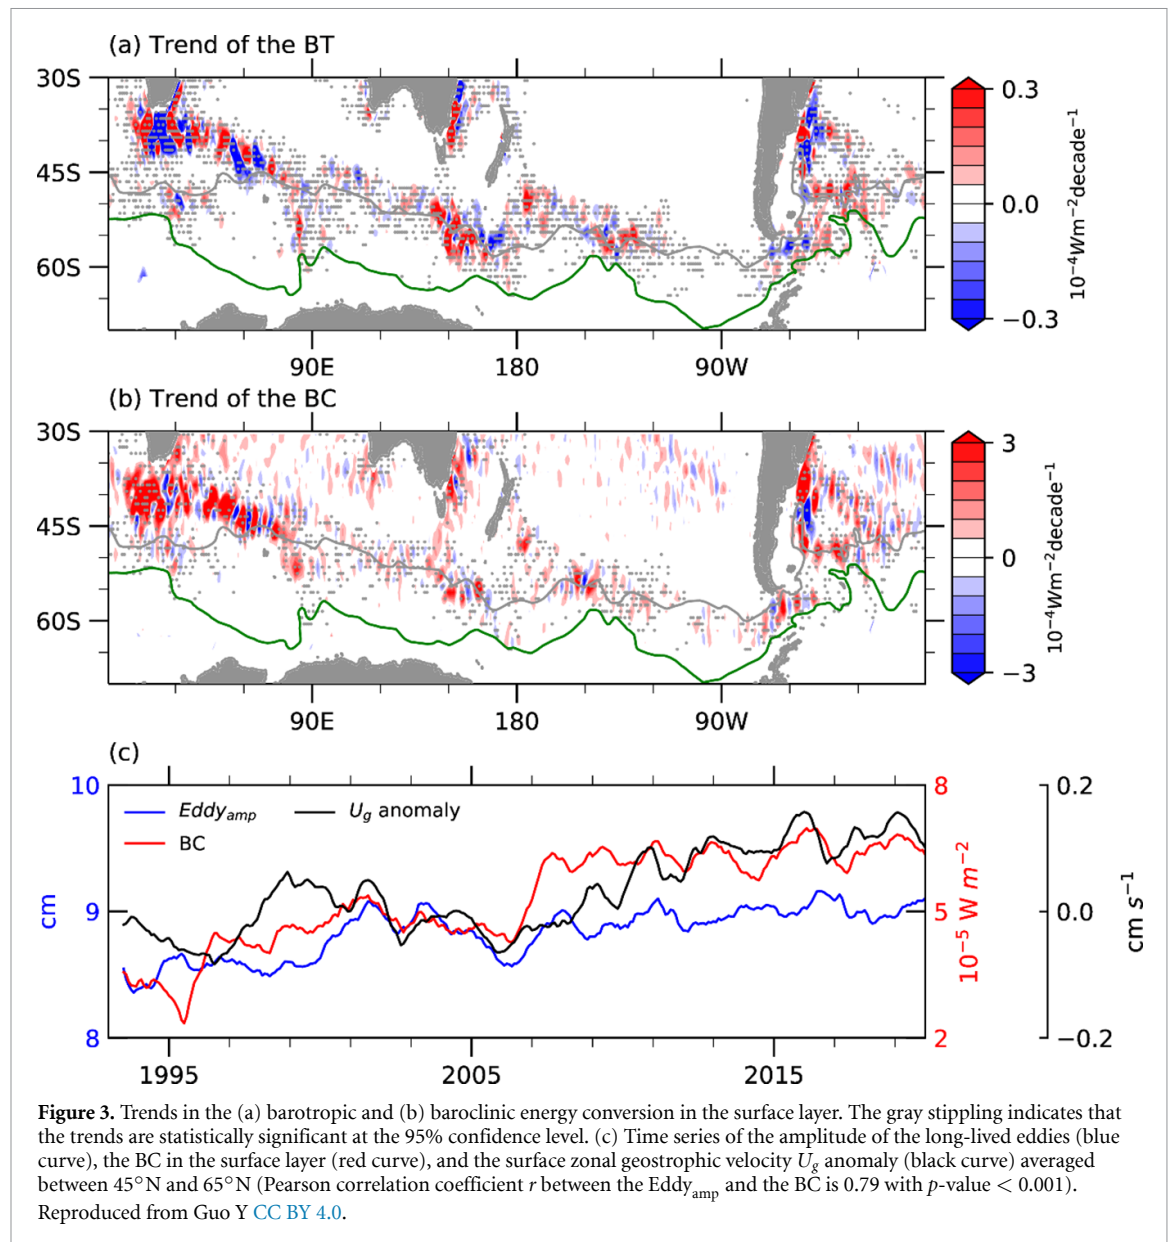 (a) Trend of the BT
30S
45S
60S
90E
180
90W
0.3
0.0
−0.3
10⁻⁴Wm⁻²decade⁻¹
(b) Trend of the BC
30S
45S
60S
90E
180
90W
3
0
−3
10⁻⁴Wm⁻²decade⁻¹
(c)
10
9
8
cm
Eddy_amp
U_g anomaly
BC
8
5
2
10⁻⁵ W m⁻²
0.2
0.0
−0.2
cm s⁻¹
1995
2005
2015
Figure 3. Trends in the (a) barotropic and (b) baroclinic energy conversion in the surface layer. The gray stippling indicates that
the trends are statistically significant at the 95% confidence level. (c) Time series of the amplitude of the long-lived eddies (blue
curve), the BC in the surface layer (red curve), and the surface zonal geostrophic velocity U_g anomaly (black curve) averaged
between 45°N and 65°N (Pearson correlation coefficient r between the Eddy_amp and the BC is 0.79 with p-value < 0.001).
Reproduced from Guo Y CC BY 4.0.